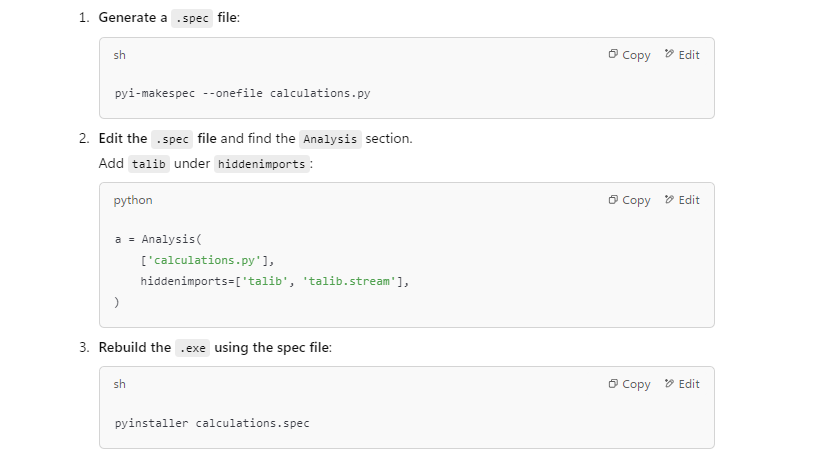 1. Generate a .spec file:
sh Copy Edit
pyi-makespec --onefile calculations.py
2. Edit the .spec file and find the Analysis section.
Add talib under hiddenimports:
python Copy Edit
a = Analysis(
    ['calculations.py'],
    hiddenimports=['talib', 'talib.stream'],
)
3. Rebuild the .exe using the spec file:
sh Copy Edit
pyinstaller calculations.spec